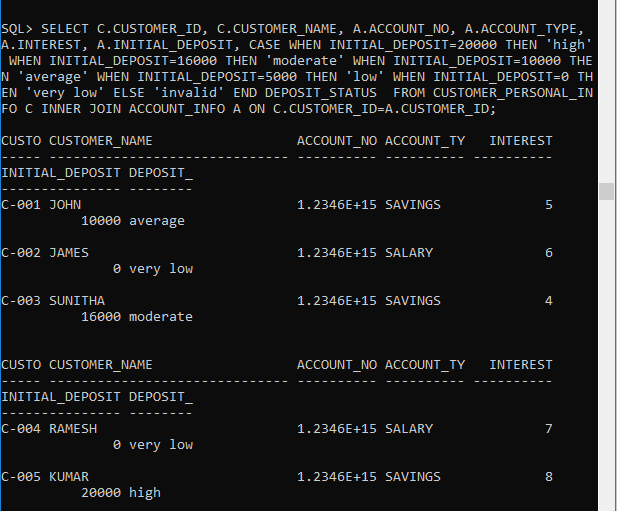 SQL> SELECT C.CUSTOMER_ID, C.CUSTOMER_NAME, A.ACCOUNT_NO, A.ACCOUNT_TYPE,
A.INTEREST, A.INITIAL_DEPOSIT, CASE WHEN INITIAL_DEPOSIT=20000 THEN 'high'
 WHEN INITIAL_DEPOSIT=16000 THEN 'moderate' WHEN INITIAL_DEPOSIT=10000 THE
N 'average' WHEN INITIAL_DEPOSIT=5000 THEN 'low' WHEN INITIAL_DEPOSIT=0 TH
EN 'very low' ELSE 'invalid' END DEPOSIT_STATUS  FROM CUSTOMER_PERSONAL_IN
FO C INNER JOIN ACCOUNT_INFO A ON C.CUSTOMER_ID=A.CUSTOMER_ID;
CUSTO CUSTOMER_NAME                  ACCOUNT_NO ACCOUNT_TY   INTEREST
----- ------------------------------ ---------- ---------- ----------
INITIAL_DEPOSIT DEPOSIT_
--------------- --------
C-001 JOHN                           1.2346E+15 SAVINGS             5
          10000 average
C-002 JAMES                          1.2346E+15 SALARY              6
              0 very low
C-003 SUNITHA                        1.2346E+15 SAVINGS             4
          16000 moderate
CUSTO CUSTOMER_NAME                  ACCOUNT_NO ACCOUNT_TY   INTEREST
----- ------------------------------ ---------- ---------- ----------
INITIAL_DEPOSIT DEPOSIT_
--------------- --------
C-004 RAMESH                         1.2346E+15 SALARY              7
              0 very low
C-005 KUMAR                          1.2346E+15 SAVINGS             8
          20000 high